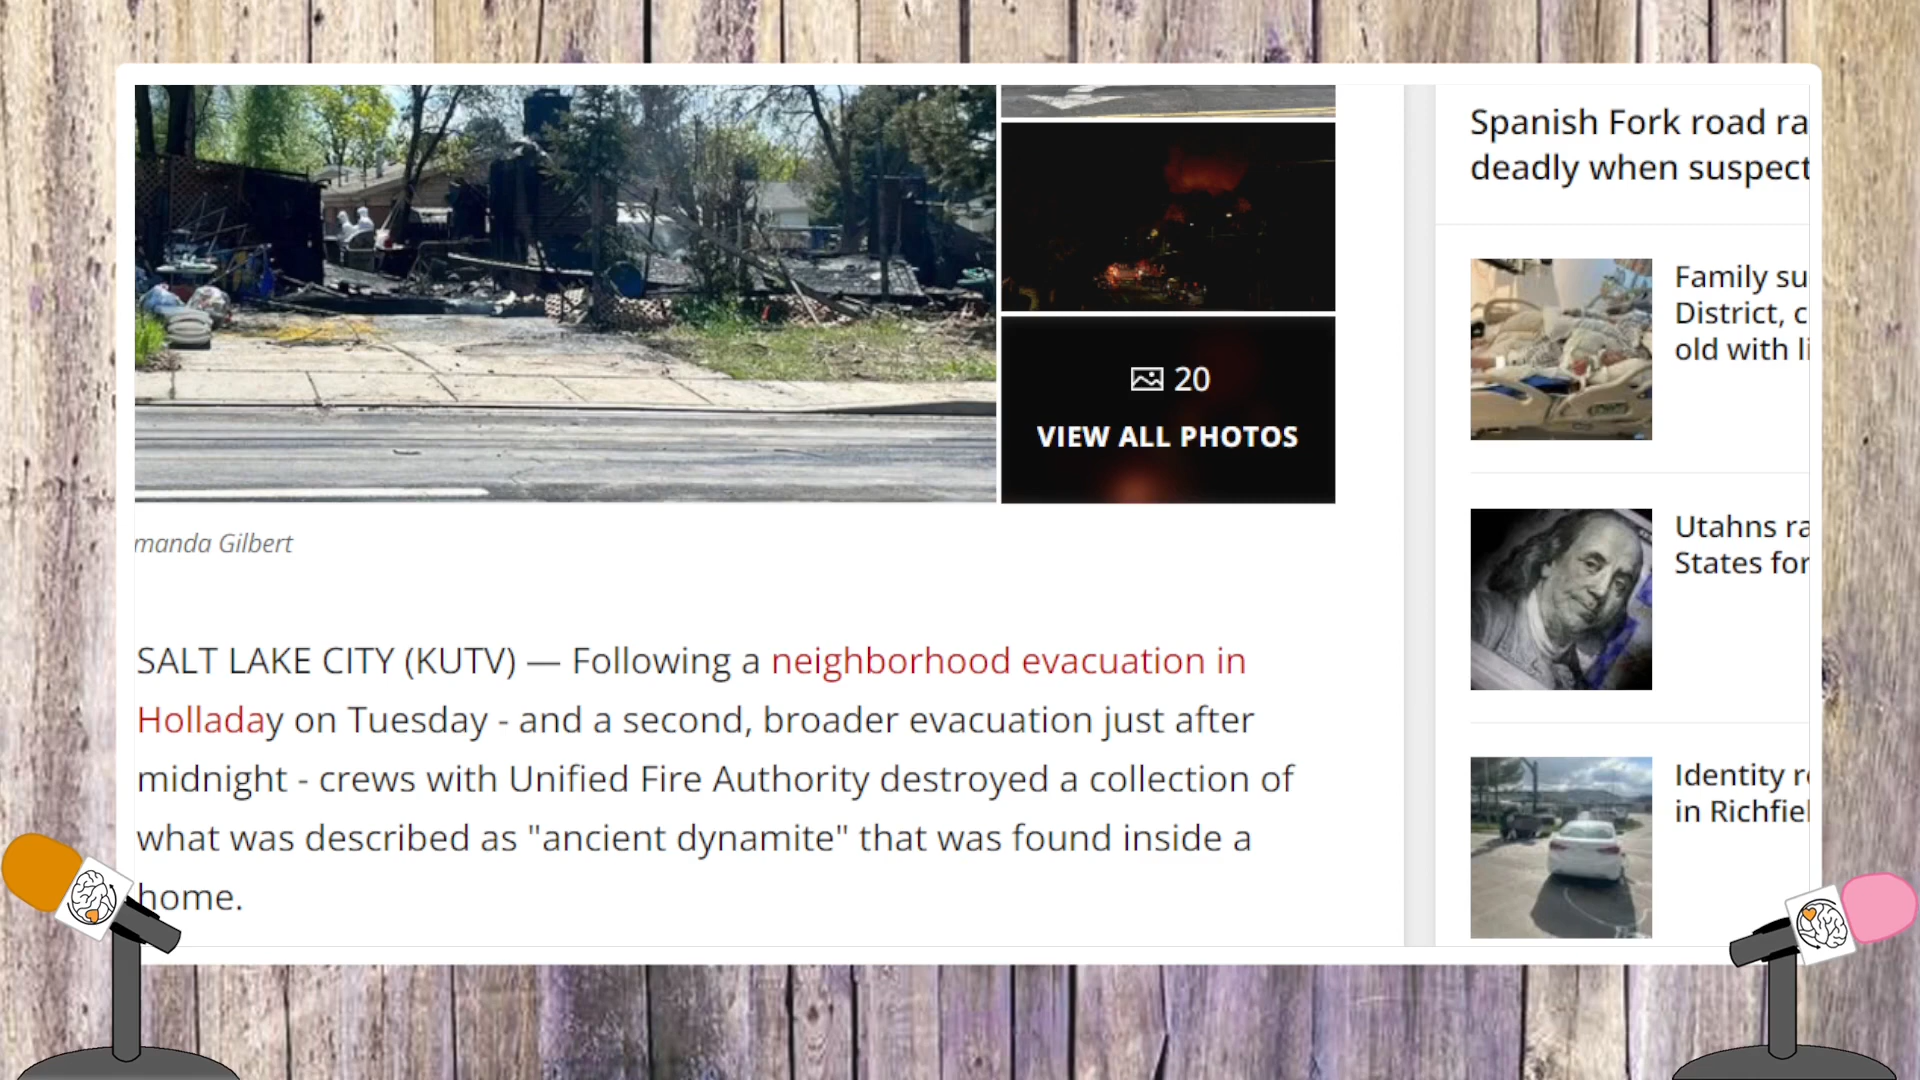 Spanish Fork road ra
deadly when suspect
Family su
District, c
old with li
20
VIEW ALL PHOTOS
manda Gilbert
Utahns ra
States for
SALT LAKE CITY (KUTV) — Following a neighborhood evacuation in
Holladay on Tuesday - and a second, broader evacuation just after
midnight - crews with Unified Fire Authority destroyed a collection of
what was described as "ancient dynamite" that was found inside a
home.
Identity r
in Richfiel